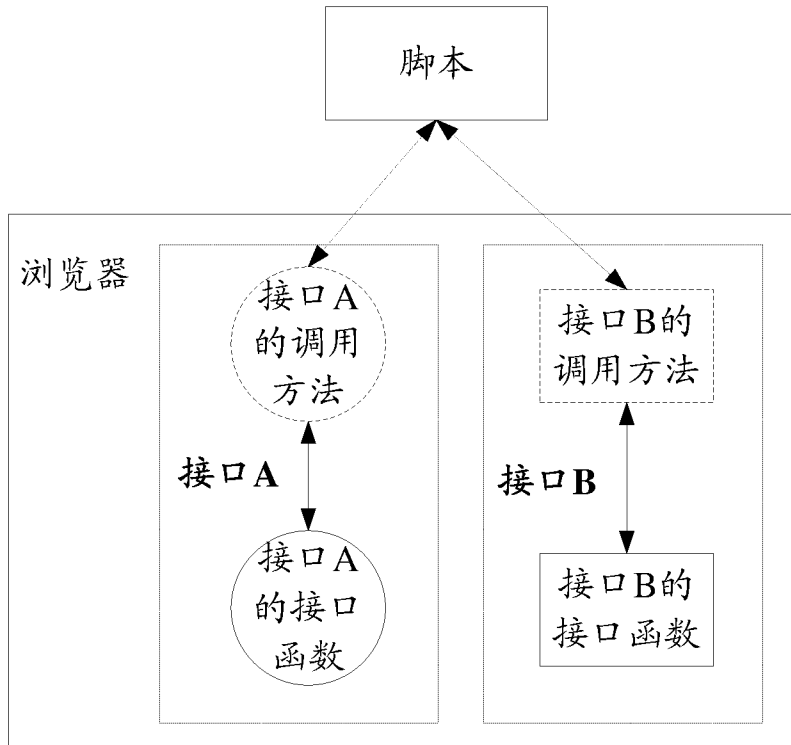 脚本
浏览器
接口A
的调用
方法
接口B的
调用方法
接口A
接口B
接口A
的接口
函数
接口B的
接口函数